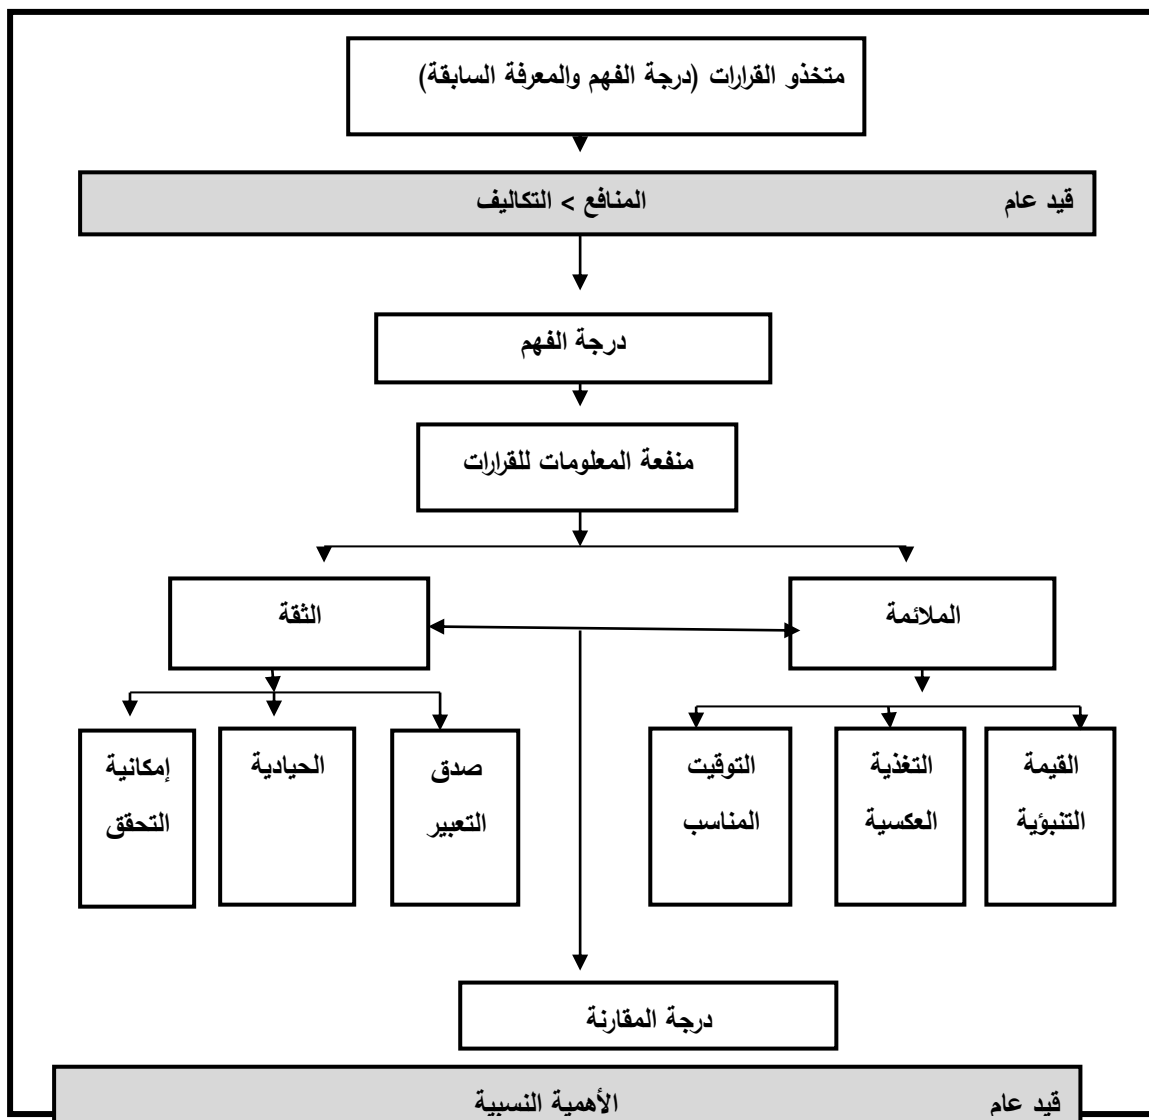 متخذو القرارات (درجة الفهم والمعرفة السابقة)
قيد عام المنافع > التكاليف
درجة الفهم
منفعة المعلومات للقرارات
الملائمة
الثقة
القيمة
التنبؤية
التغذية
العكسية
التوقيت
المناسب
صدق
التعبير
الحيادية
إمكانية
التحقق
درجة المقارنة
قيد عام الأهمية النسبية